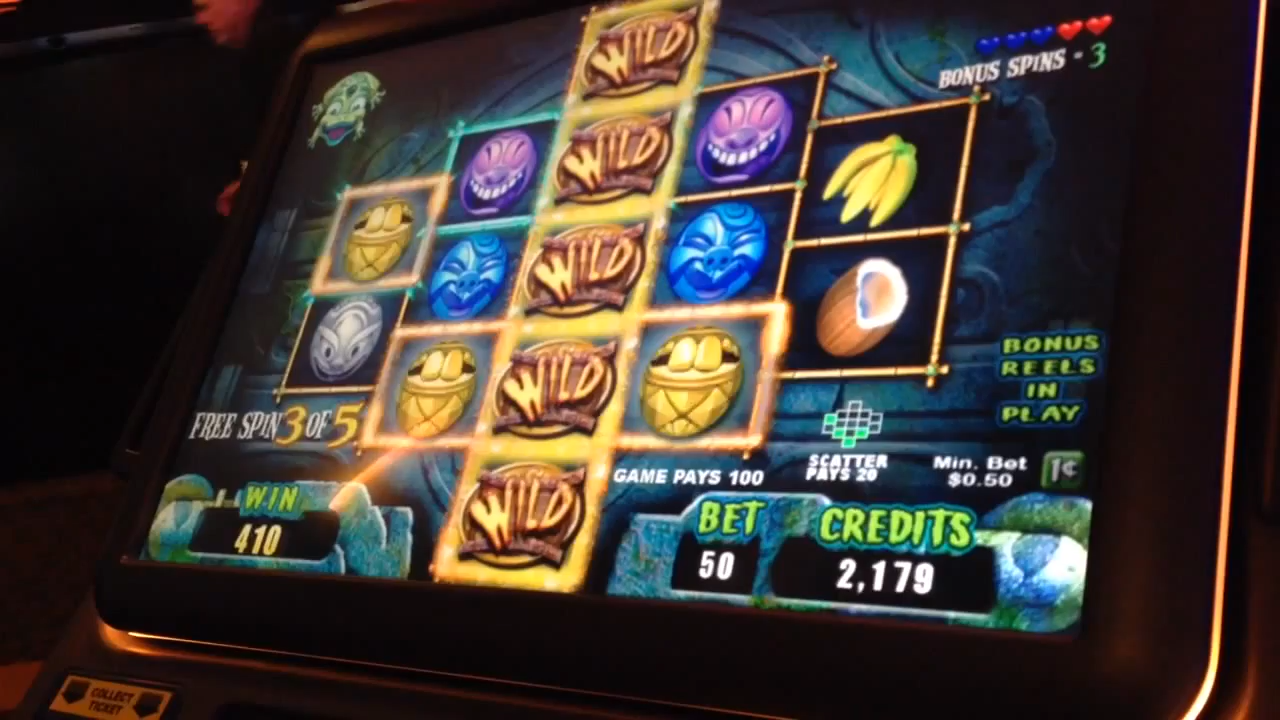 WILD
WILD
WILD
WILD
WILD
BONUS SPINS - 3
BONUS
REELS
IN
PLAY
FREE SPIN 3 OF 5
GAME PAYS 100
SCATTER
PAYS 20
Min. Bet
$0.50
1¢
WIN
410
BET
50
CREDITS
2,179
COLLECT
TICKET